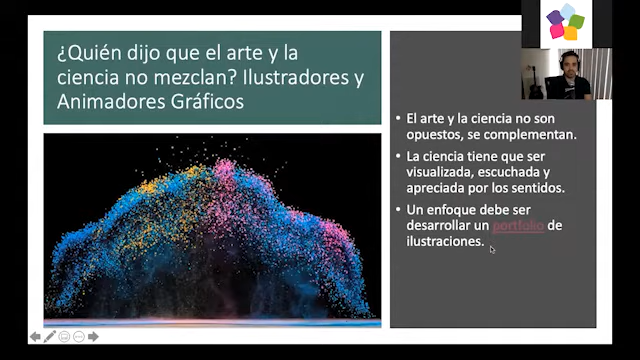 ¿Quién dijo que el arte y la
ciencia no mezclan? Ilustradores y
Animadores Gráficos
• El arte y la ciencia no son
opuestos, se complementan.
• La ciencia tiene que ser
visualizada, escuchada y
apreciada por los sentidos.
• Un enfoque debe ser
desarrollar un portfolio de
ilustraciones.